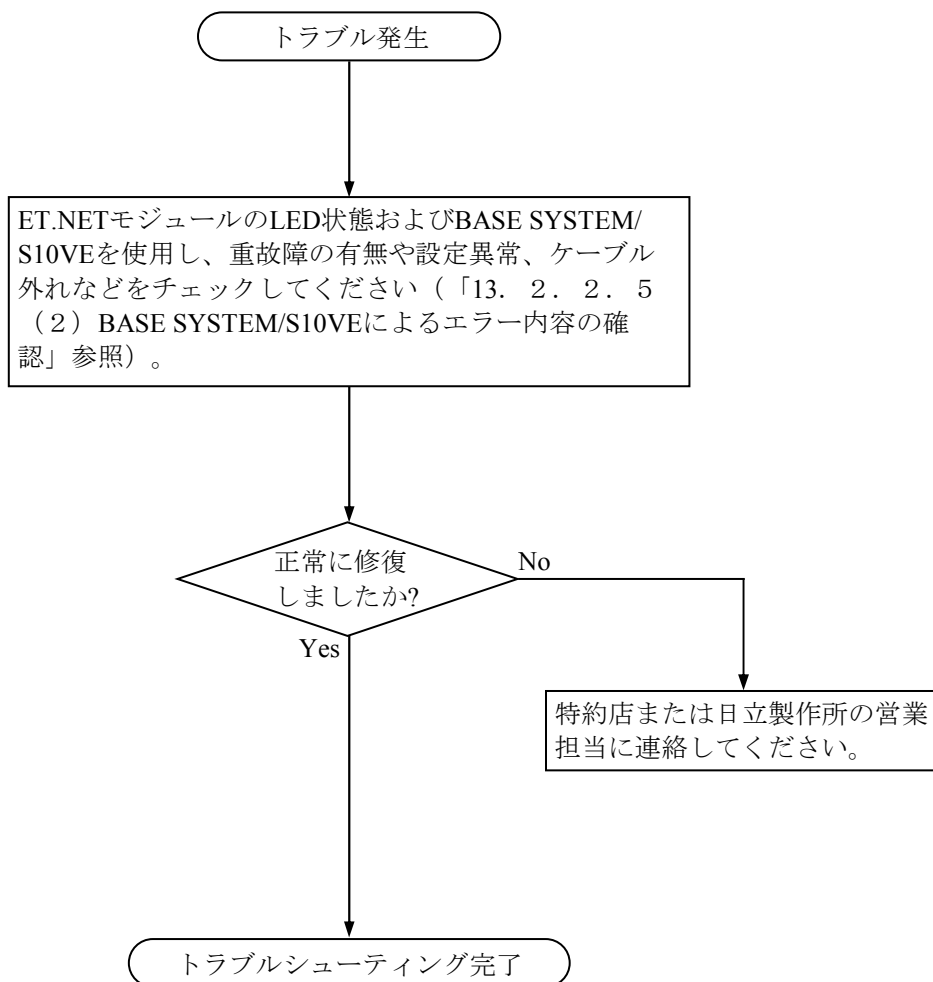 トラブル発生
ET.NETモジュールのLED状態およびBASE SYSTEM/
S10VEを使用し、重故障の有無や設定異常、ケーブル
外れなどをチェックしてください（「13．２．２．５
（２）BASE SYSTEM/S10VEによるエラー内容の確
認」参照）。
正常に修復
しましたか?
No
Yes
特約店または日立製作所の営業
担当に連絡してください。
トラブルシューティング完了